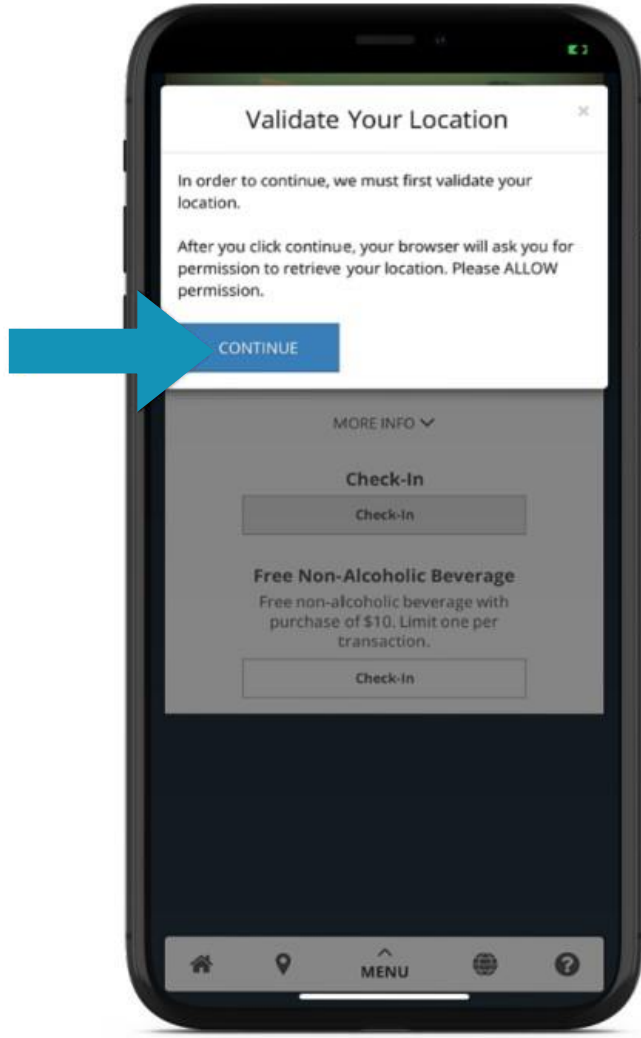 Validate Your Location
×
In order to continue, we must first validate your
location.
After you click continue, your browser will ask you for
permission to retrieve your location. Please ALLOW
permission.
CONTINUE
MORE INFO
Check-In
Check-In
Free Non-Alcoholic Beverage
Free non-alcoholic beverage with
purchase of $10. Limit one per
transaction.
Check-In
MENU